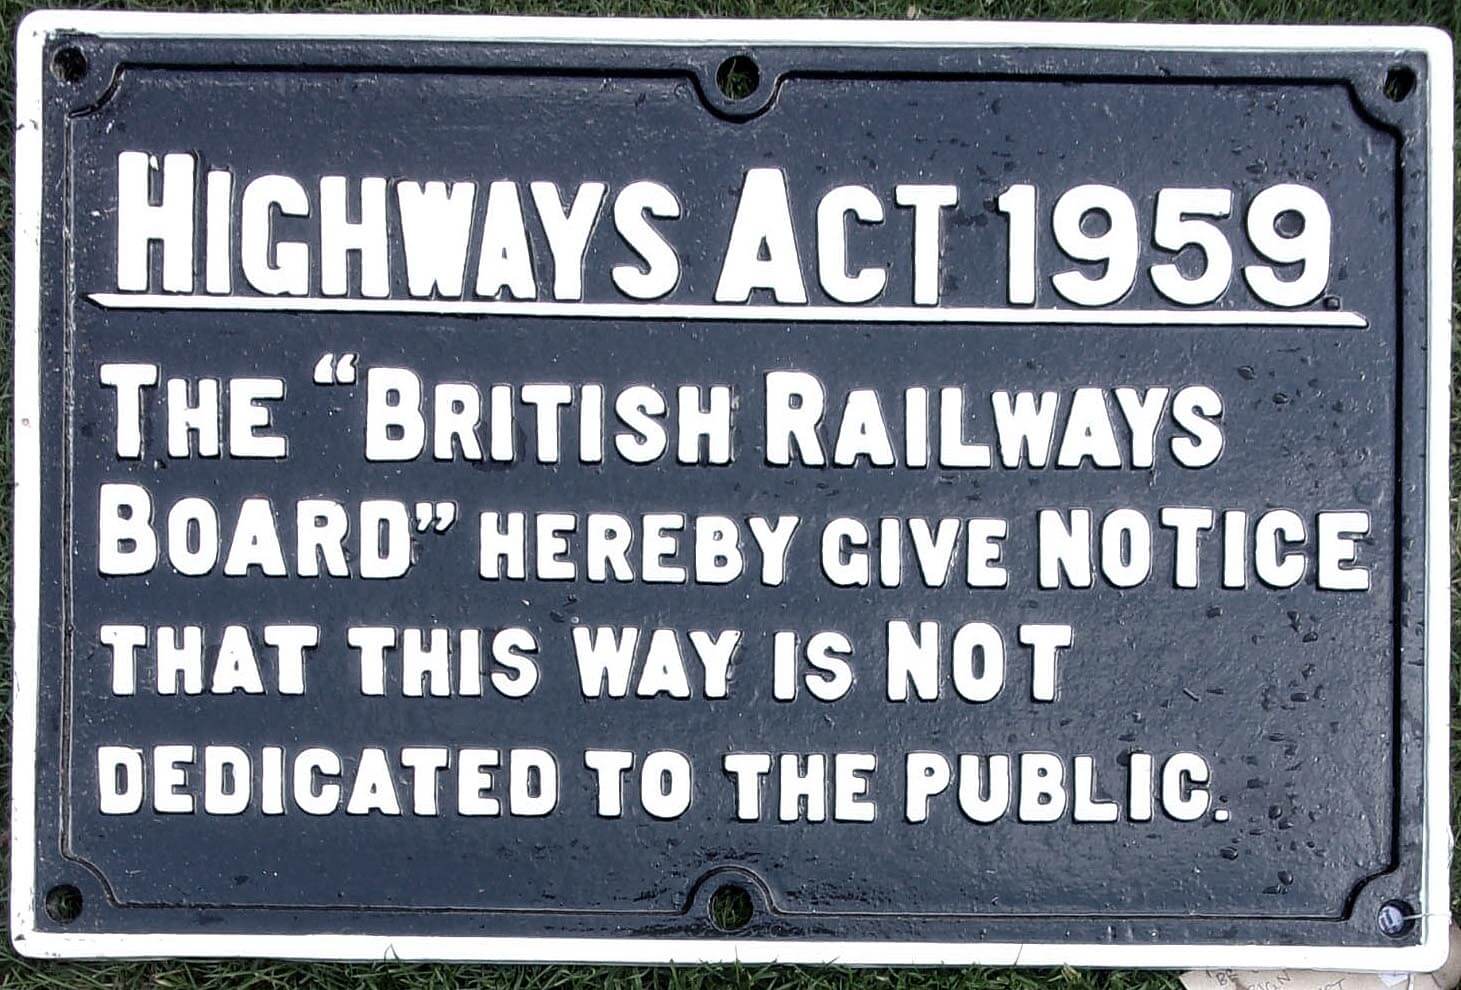 HIGHWAYS ACT 1959.
THE “BRITISH RAILWAYS
BOARD” HEREBY GIVE NOTICE
THAT THIS WAY IS NOT
DEDICATED TO THE PUBLIC.